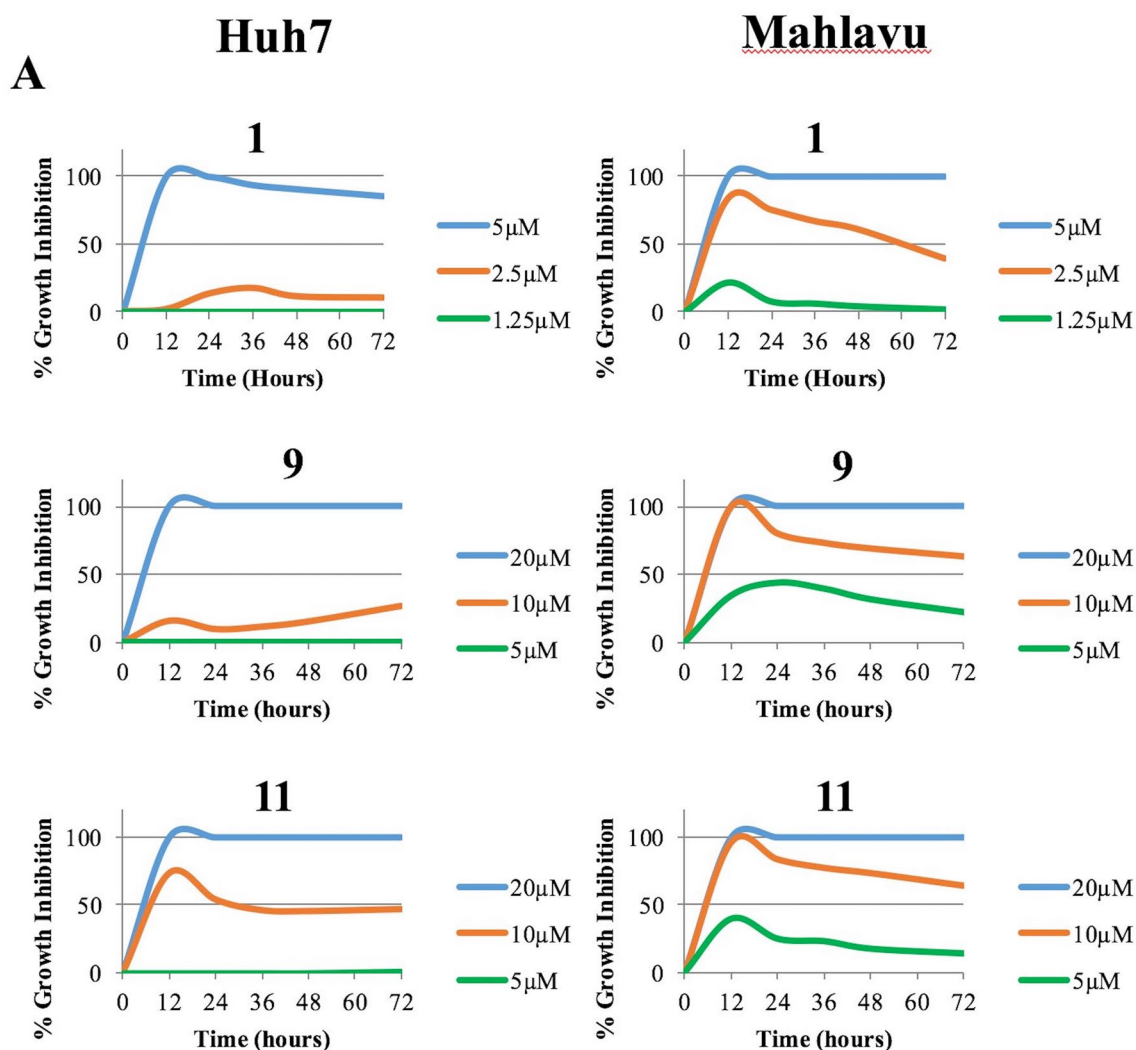 Huh7 Mahlavu
A
1
% Growth Inhibition
100
50
0
0 12 24 36 48 60 72
Time (Hours)
5µM
2.5µM
1.25µM
1
% Growth Inhibition
100
50
0
0 12 24 36 48 60 72
Time (Hours)
5µM
2.5µM
1.25µM
9
% Growth Inhibition
100
50
0
0 12 24 36 48 60 72
Time (hours)
20µM
10µM
5µM
9
% Growth Inhibition
100
50
0
0 12 24 36 48 60 72
Time (hours)
20µM
10µM
5µM
11
% Growth Inhibition
100
50
0
0 12 24 36 48 60 72
Time (hours)
20µM
10µM
5µM
11
% Growth Inhibition
100
50
0
0 12 24 36 48 60 72
Time (hours)
20µM
10µM
5µM